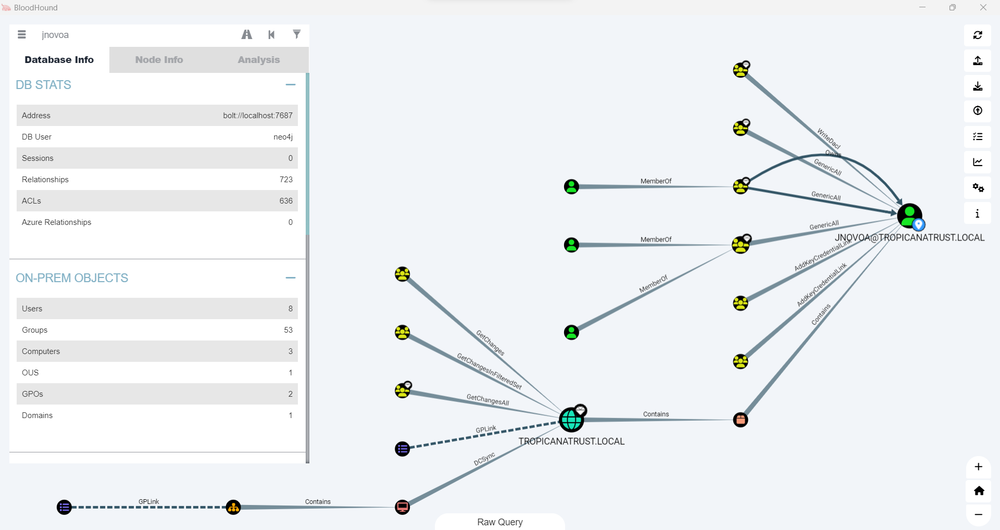 BloodHound
jnovoa
Database Info Node Info Analysis
DB STATS
Address bolt://localhost:7687
DB User neo4j
Sessions 0
Relationships 723
ACLs 636
Azure Relationships 0
ON-PREM OBJECTS
Users 8
Groups 53
Computers 3
OUS 1
GPOs 2
Domains 1
WriteDacl
Owns
GenericAll
MemberOf
GenericAll
GenericAll
MemberOf
JNOVOA@TROPICANATRUST.LOCAL
AddKeyCredentialLink
AddKeyCredentialLink
MemberOf
Contains
GetChanges
GetChangesInFilteredSet
GetChangesAll
Contains
GPLink
TROPICANATRUST.LOCAL
DCSync
GPLink
Contains
Raw Query